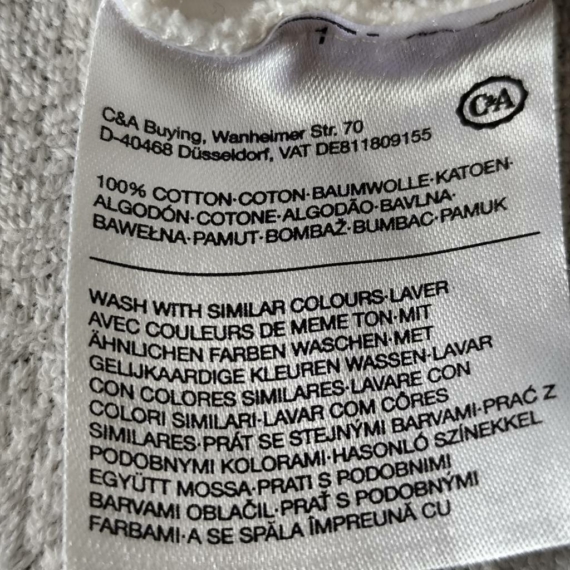 C&A
C&A Buying, Wanheimer Str. 70
D-40468 Düsseldorf, VAT DE811809155
100% COTTON·COTON·BAUMWOLLE·KATOEN·
ALGODÓN·COTONE·ALGODÃO·BAVLNA·
BAWEŁNA·PAMUT·BOMBAŽ·BUMBAC·PAMUK
WASH WITH SIMILAR COLOURS·LAVER
AVEC COULEURS DE MEME TON·MIT
ÄHNLICHEN FARBEN WASCHEN·MET
GELIJKAARDIGE KLEUREN WASSEN·LAVAR
CON COLORES SIMILARES·LAVARE CON
COLORI SIMILARI·LAVAR COM CÔRES
SIMILARES·PRÁT SE STEJNÝMI BARVAMI·PRAĆ Z
PODOBNYMI KOLORAMI·HASONLÓ SZÍNEKKEL
EGYÜTT MOSSA·PRATI S PODOBNIMI
BARVAMI OBLAČIL·PRAŤ S PODOBNÝMI
FARBAMI·A SE SPĂLA ÎMPREUNĂ CU